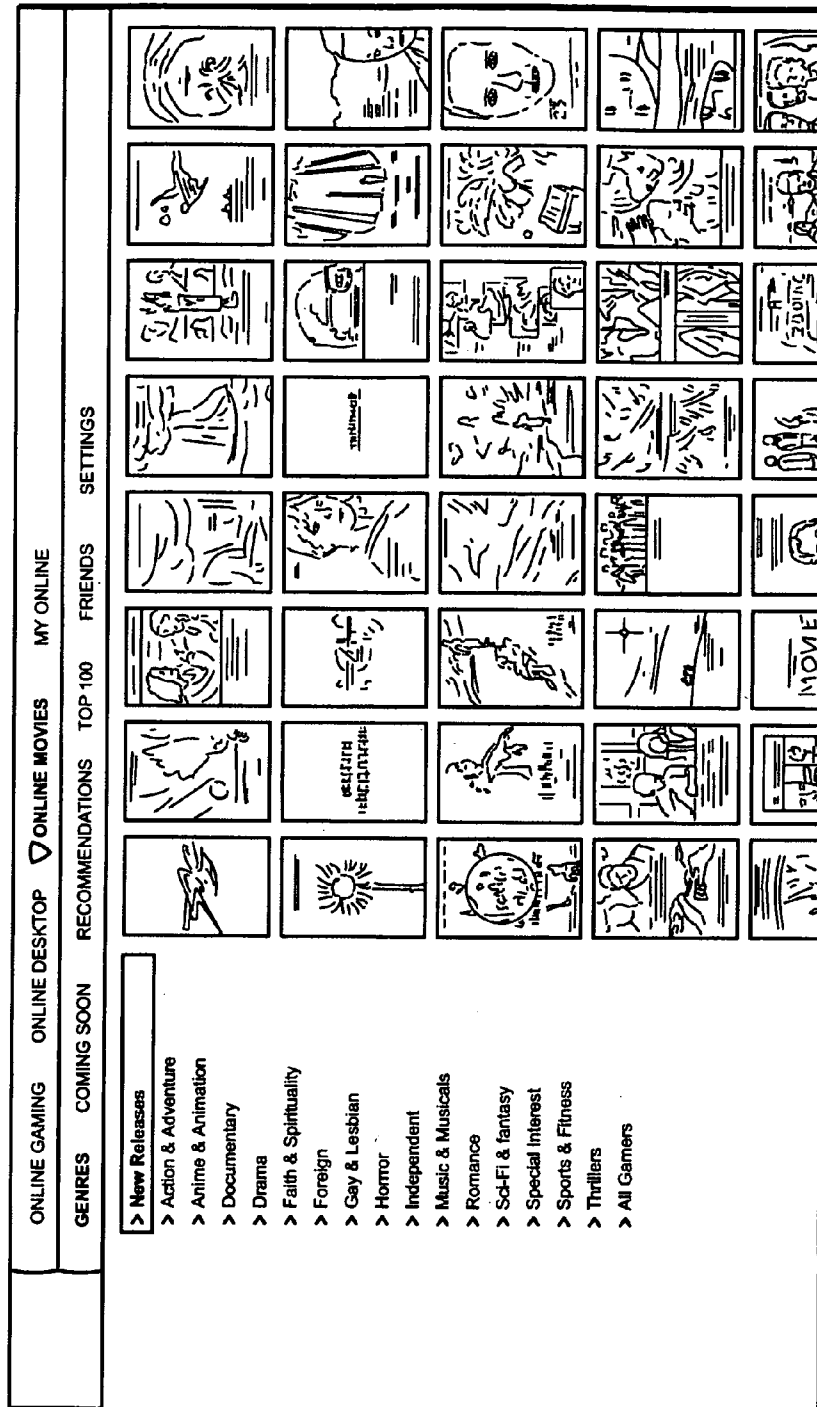 ONLINE GAMING ONLINE DESKTOP ONLINE MOVIES MY ONLINE
GENRES COMING SOON RECOMMENDATIONS TOP 100 FRIENDS SETTINGS
> New Releases
> Action & Adventure
> Anime & Animation
> Documentary
> Drama
> Faith & Spirituality
> Foreign
> Gay & Lesbian
> Horror
> Independent
> Music & Musicals
> Romance
> Sci-Fi & fantasy
> Special Interest
> Sports & Fitness
> Thrillers
> All Gamers
MOVIE